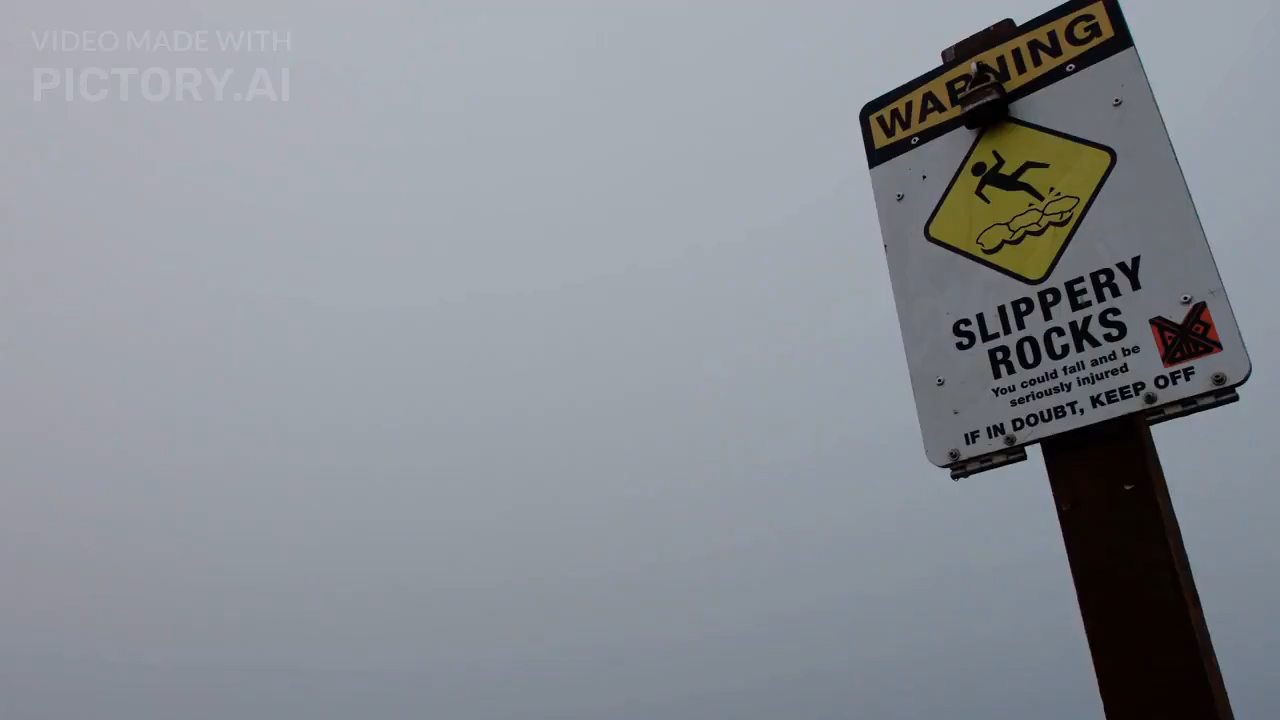 VIDEO MADE WITH
PICTORY.AI
WARNING
SLIPPERY
ROCKS
You could fall and be
seriously injured
IF IN DOUBT, KEEP OFF